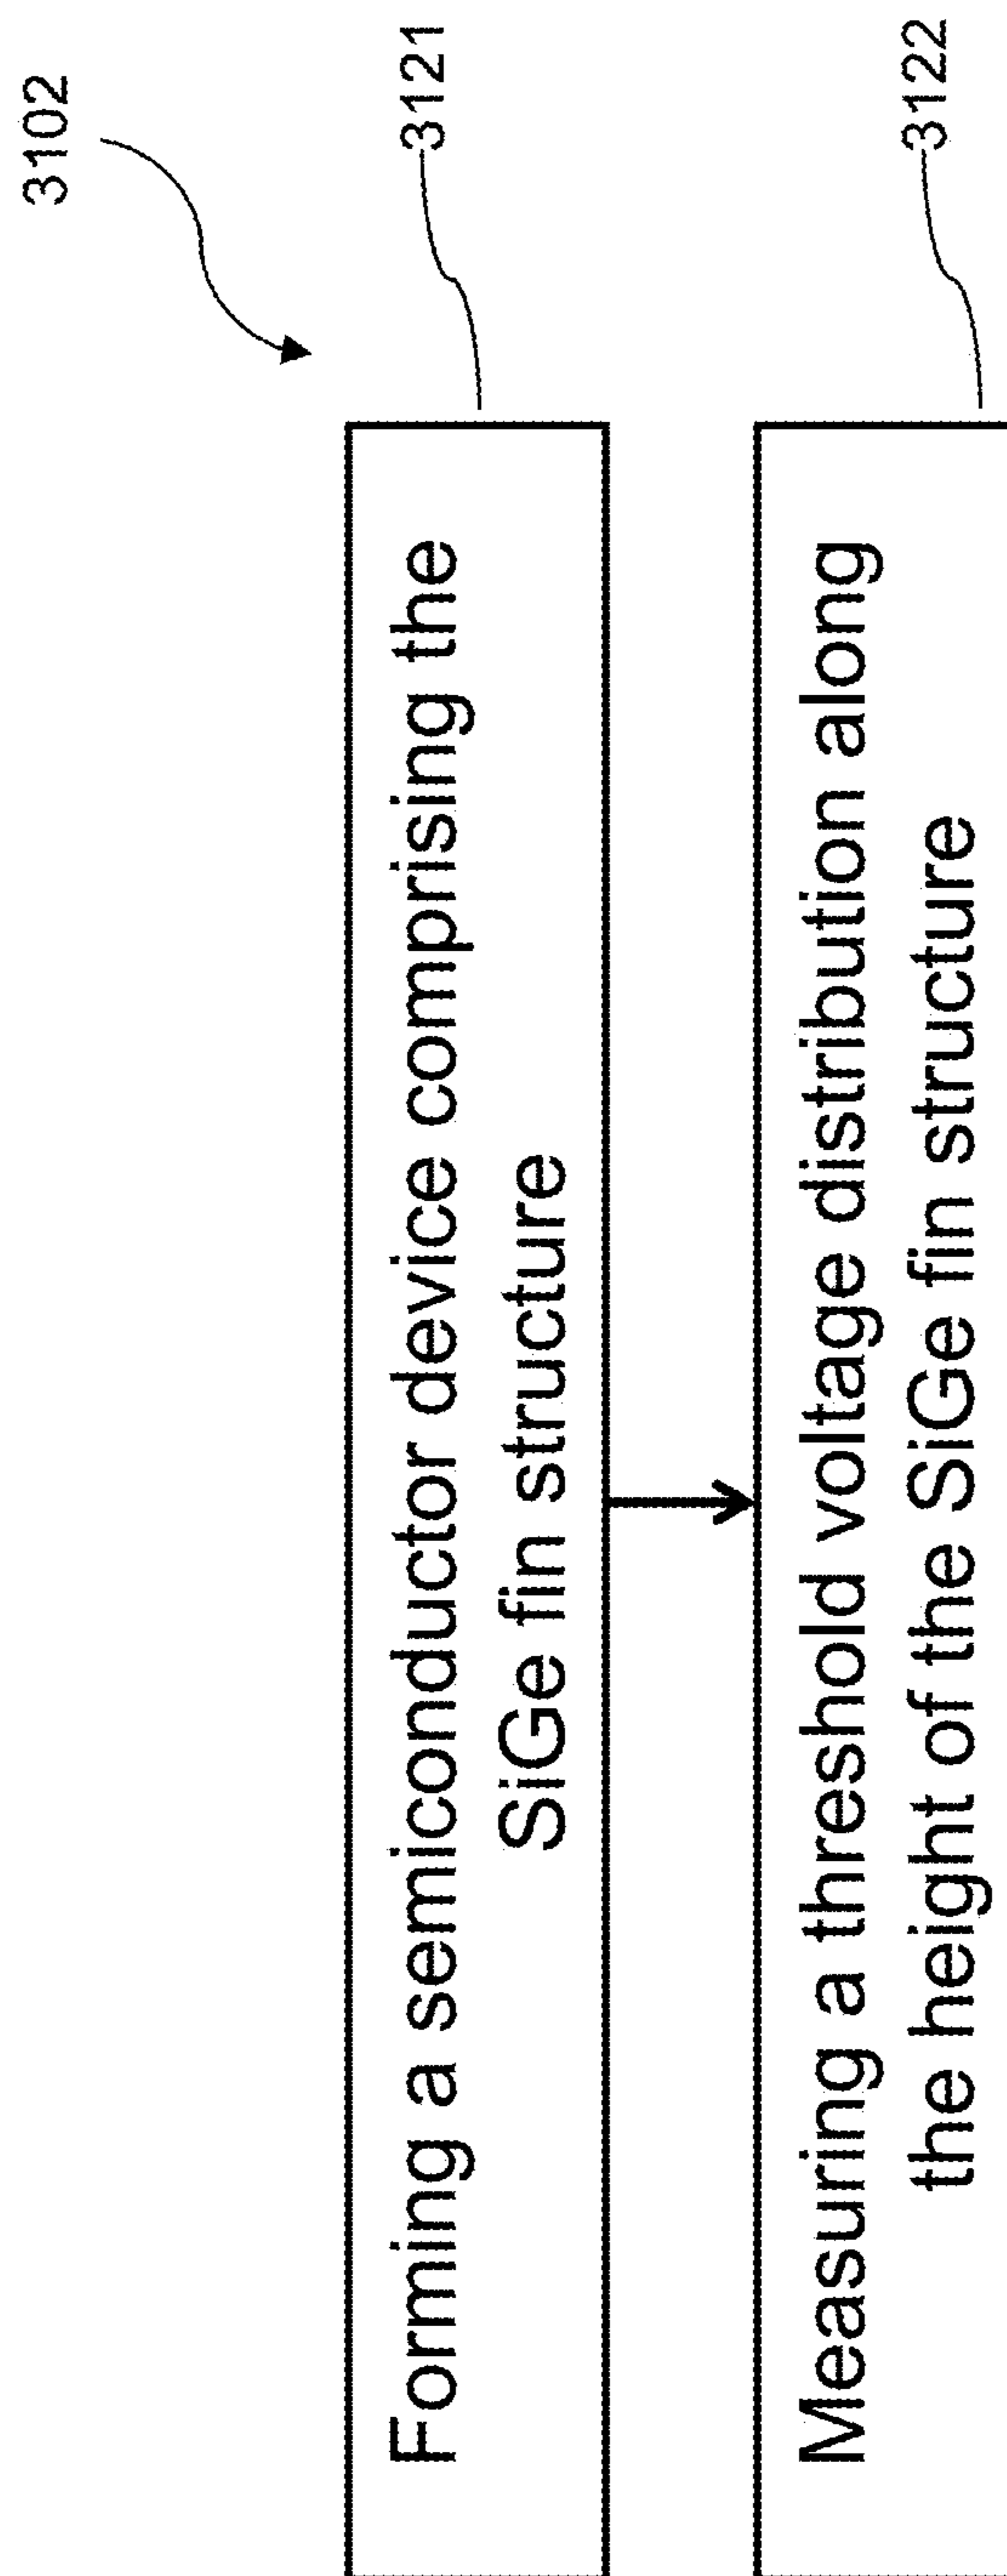 3102
Forming a semiconductor device comprising the
SiGe fin structure
3121
Measuring a threshold voltage distribution along
the height of the SiGe fin structure
3122